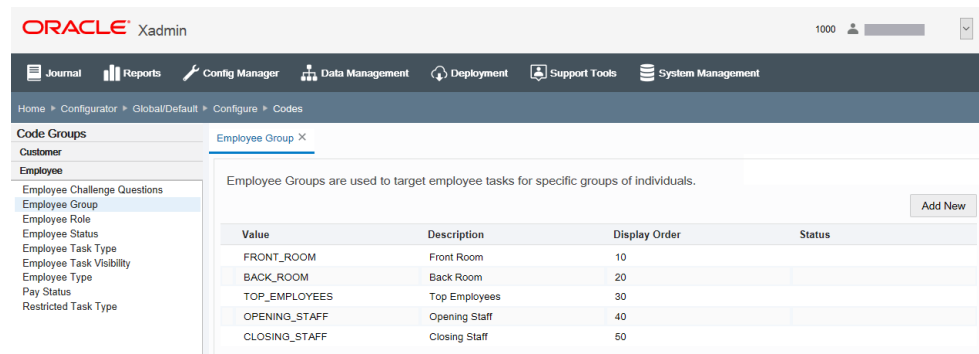 ORACLE Xadmin
1000
Journal Reports Config Manager Data Management Deployment Support Tools System Management
Home Configurator Global/Default Configure Codes
Code Groups
Customer
Employee
Employee Challenge Questions
Employee Group
Employee Role
Employee Status
Employee Task Type
Employee Task Visibility
Employee Type
Pay Status
Restricted Task Type
Employee Group
Employee Groups are used to target employee tasks for specific groups of individuals.
Add New
Value Description Display Order Status
FRONT_ROOM Front Room 10
BACK_ROOM Back Room 20
TOP_EMPLOYEES Top Employees 30
OPENING_STAFF Opening Staff 40
CLOSING_STAFF Closing Staff 50